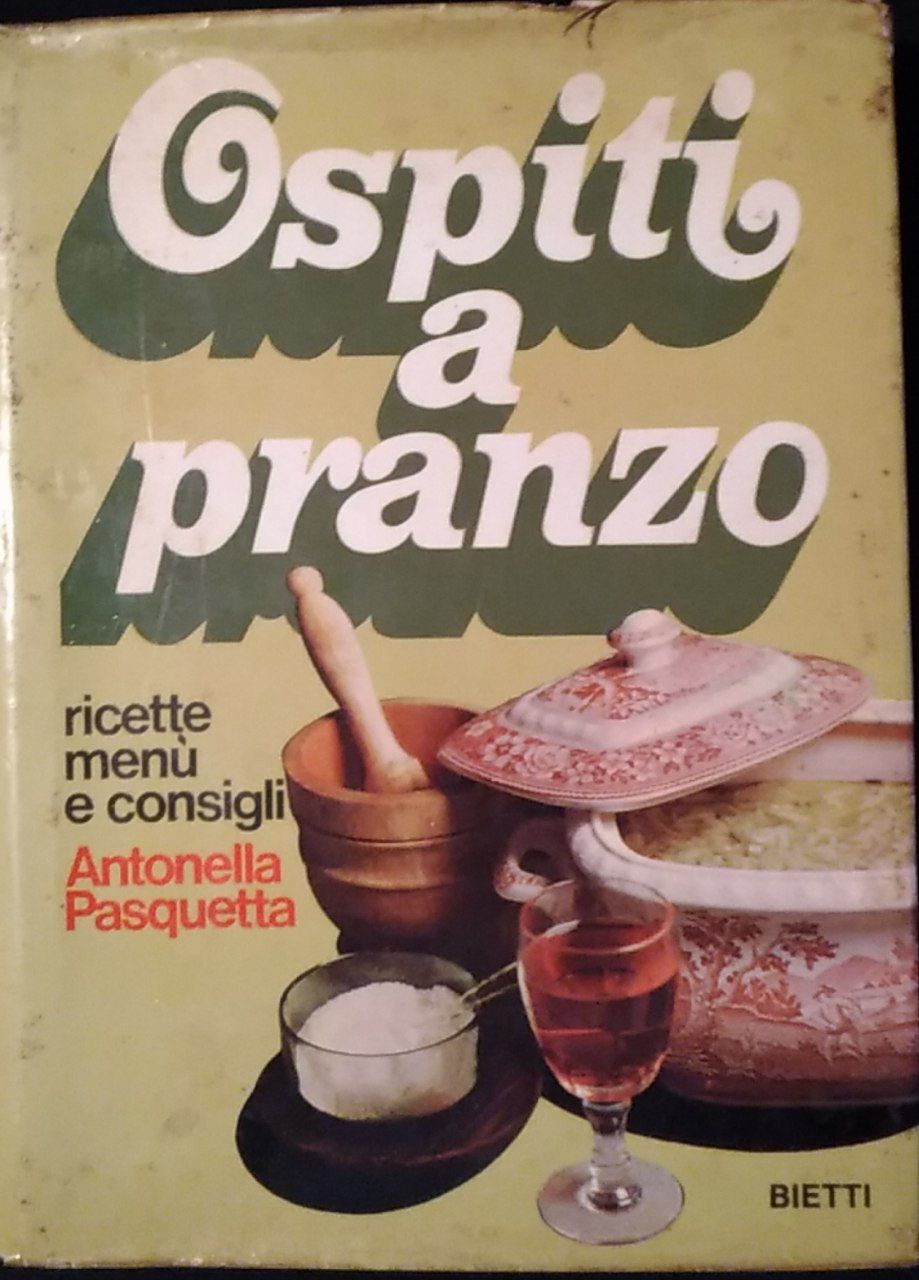 Ospiti
a
pranzo
ricette
menù
e consigli
Antonella
Pasquetta
BIETTI